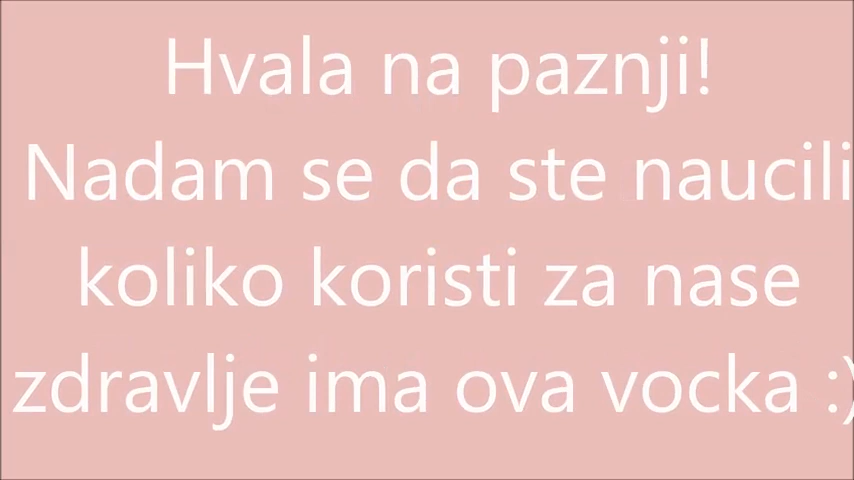 Hvala na paznji!
Nadam se da ste naucili
koliko koristi za nase
zdravlje ima ova vocka :)